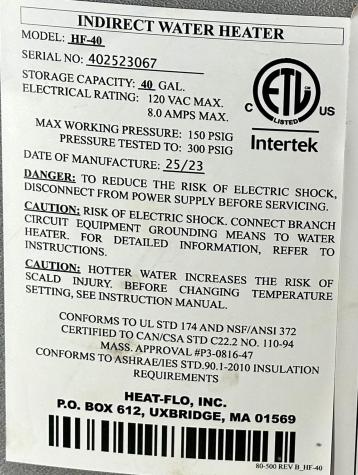 INDIRECT WATER HEATER
MODEL: HF-40
SERIAL NO: 402523067
STORAGE CAPACITY: 40 GAL.
ELECTRICAL RATING: 120 VAC MAX.
8.0 AMPS MAX.
MAX WORKING PRESSURE: 150 PSIG
PRESSURE TESTED TO: 300 PSIG
DATE OF MANUFACTURE: 25/23
C ETL US
LISTED
Intertek
DANGER: TO REDUCE THE RISK OF ELECTRIC SHOCK,
DISCONNECT FROM POWER SUPPLY BEFORE SERVICING.
CAUTION: RISK OF ELECTRIC SHOCK. CONNECT BRANCH
CIRCUIT EQUIPMENT GROUNDING MEANS TO WATER
HEATER. FOR DETAILED INFORMATION, REFER TO
INSTRUCTIONS.
CAUTION: HOTTER WATER INCREASES THE RISK OF
SCALD INJURY. BEFORE CHANGING TEMPERATURE
SETTING, SEE INSTRUCTION MANUAL.
CONFORMS TO UL STD 174 AND NSF/ANSI 372
CERTIFIED TO CAN/CSA STD C22.2 NO. 110-94
MASS. APPROVAL #P3-0816-47
CONFORMS TO ASHRAE/IES STD.90.1-2010 INSULATION
REQUIREMENTS
HEAT-FLO, INC.
P.O. BOX 612, UXBRIDGE, MA 01569
80-500 REV B_HF-40